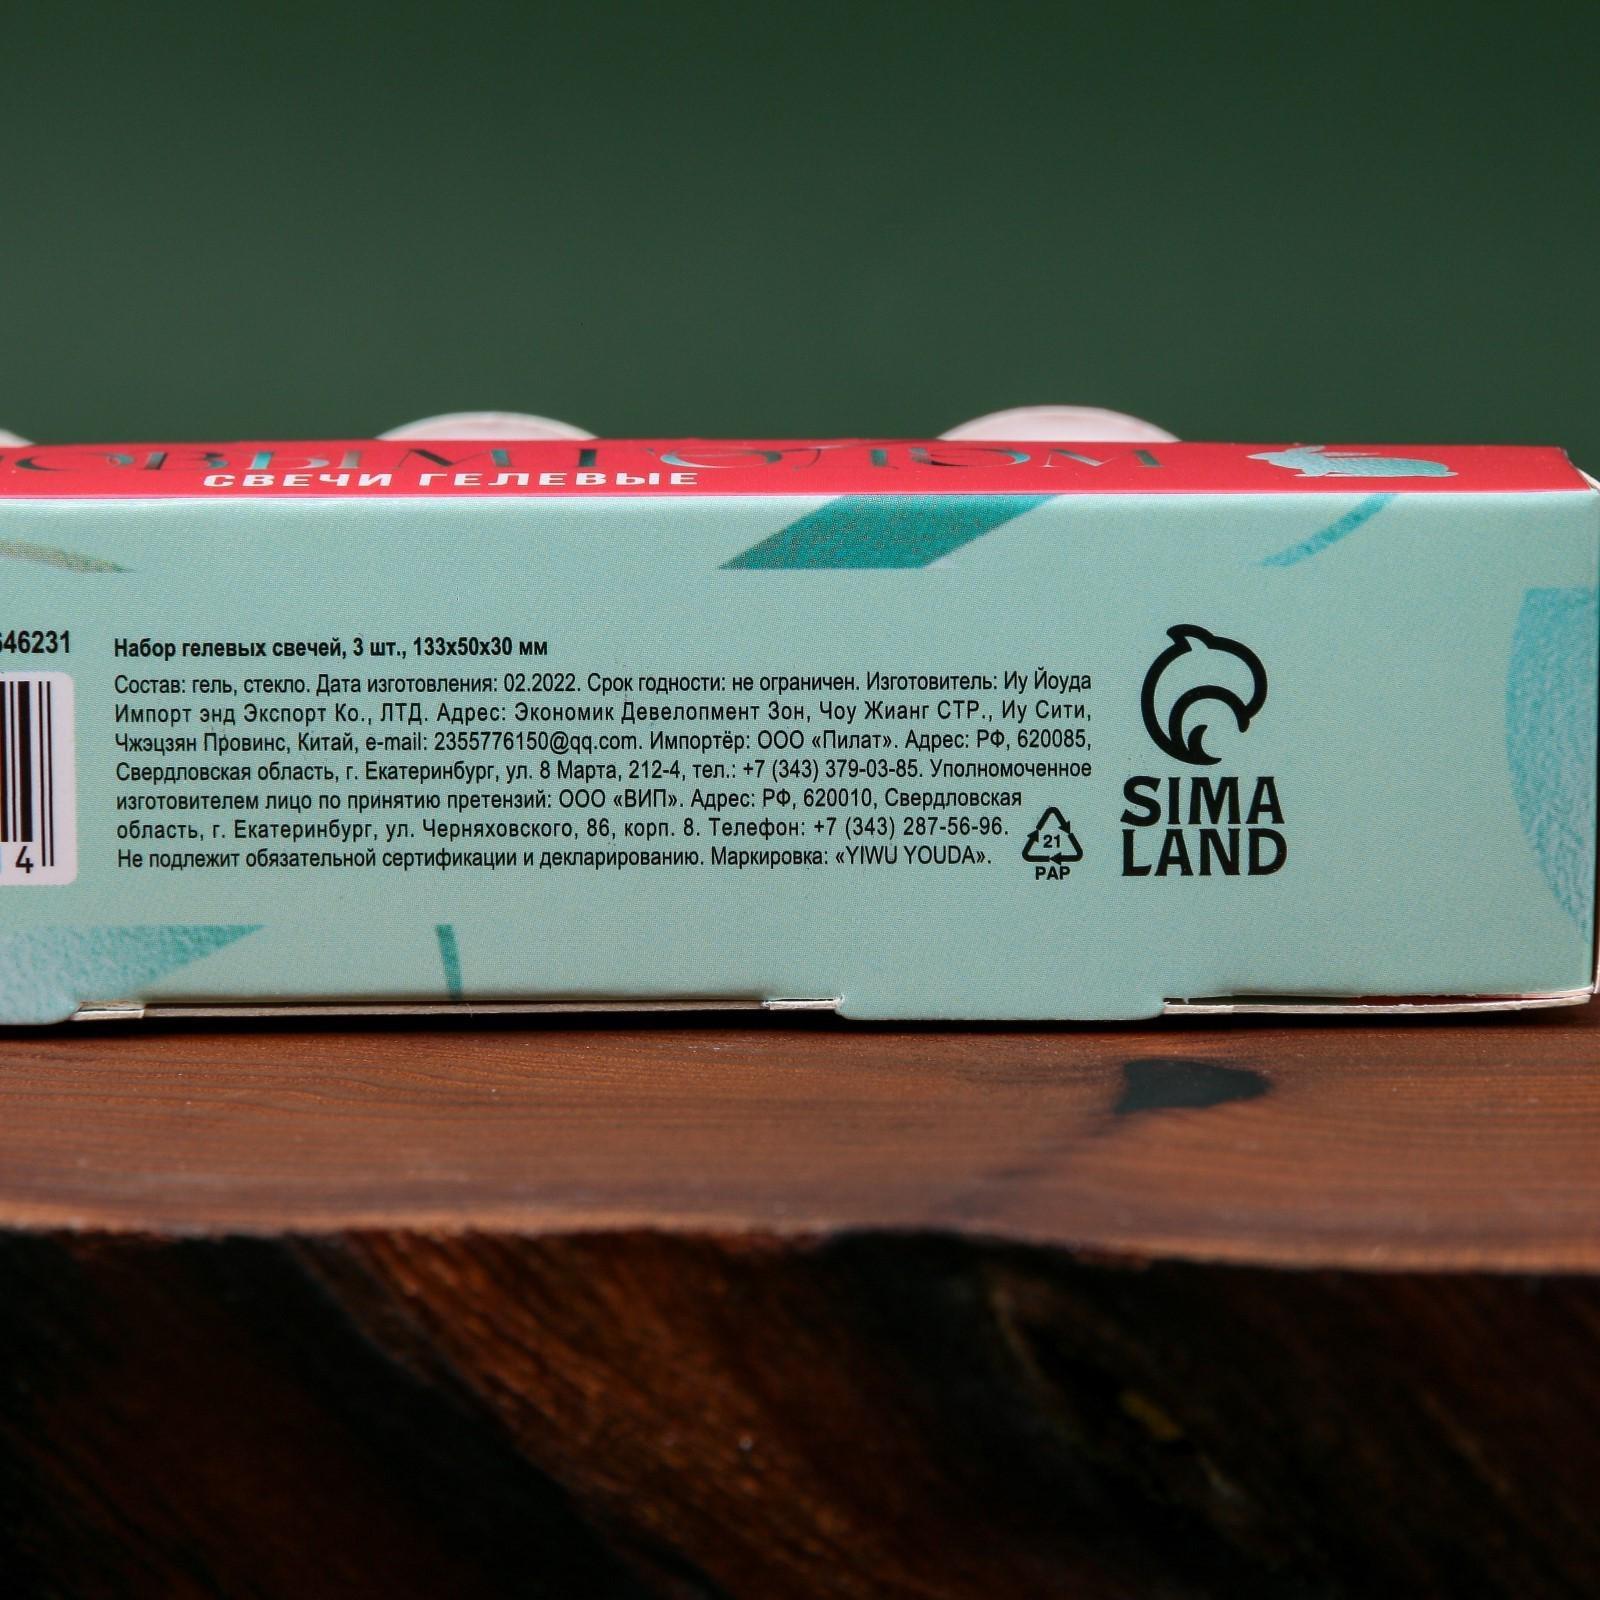 СВЕЧИ ГЕЛЕВЫЕ
Набор гелевых свечей, 3 шт., 133х50х30 мм
Состав: гель, стекло. Дата изготовления: 02.2022. Срок годности: не ограничен. Изготовитель: Иу Йоуда
Импорт энд Экспорт Ко., ЛТД. Адрес: Экономик Девелопмент Зон, Чоу Жианг СТР., Иу Сити,
Чжэцзян Провинс, Китай, e-mail: 2355776150@qq.com. Импортёр: ООО «Пилат». Адрес: РФ, 620085,
Свердловская область, г. Екатеринбург, ул. 8 Марта, 212-4, тел.: +7 (343) 379-03-85. Уполномоченное
изготовителем лицо по принятию претензий: ООО «ВИП». Адрес: РФ, 620010, Свердловская
область, г. Екатеринбург, ул. Черняховского, 86, корп. 8. Телефон: +7 (343) 287-56-96.
Не подлежит обязательной сертификации и декларированию. Маркировка: «YIWU YOUDA».
21
PAP
SIMA
LAND
4